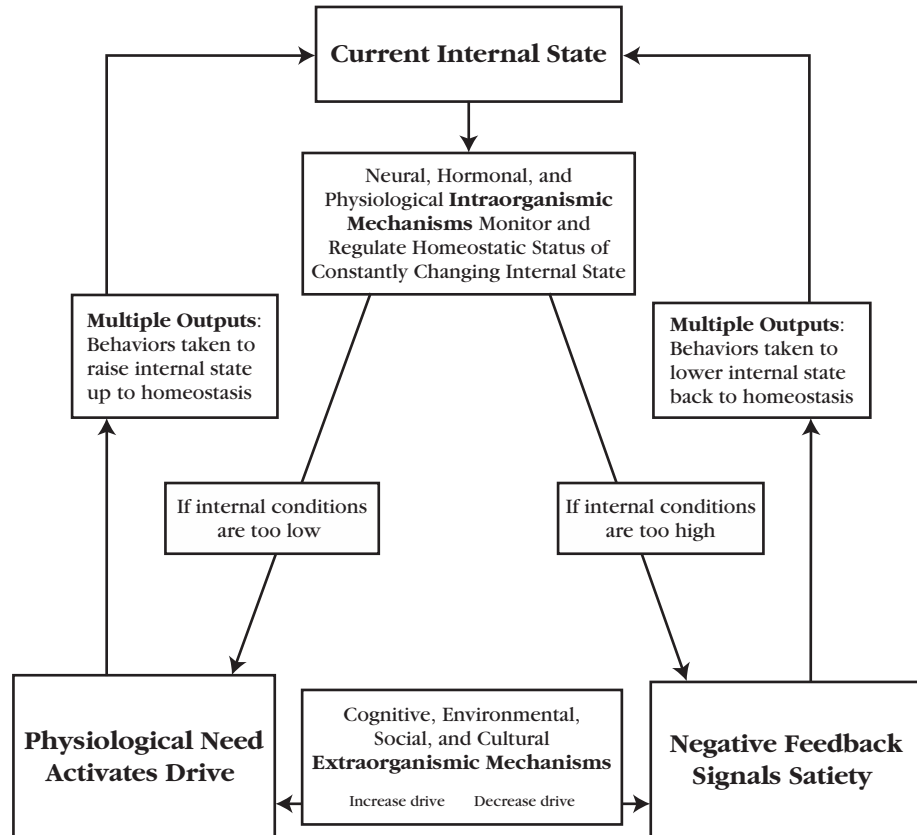 Current Internal State
Neural, Hormonal, and
Physiological Intraorganismic
Mechanisms Monitor and
Regulate Homeostatic Status of
Constantly Changing Internal State
Multiple Outputs:
Behaviors taken to
raise internal state
up to homeostasis
Multiple Outputs:
Behaviors taken to
lower internal state
back to homeostasis
If internal conditions
are too low
If internal conditions
are too high
Physiological Need
Activates Drive
Cognitive, Environmental,
Social, and Cultural
Extraorganismic Mechanisms
Increase drive Decrease drive
Negative Feedback
Signals Satiety